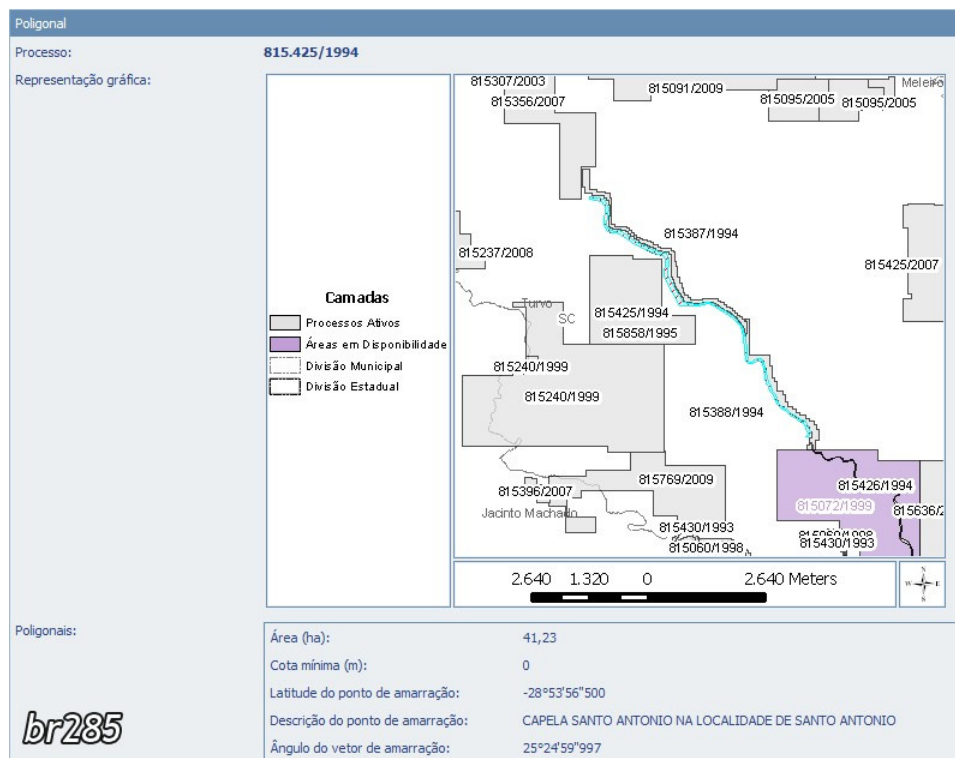 Poligonal
Processo: 815.425/1994
Representação gráfica:
Camadas
Processos Ativos
Áreas em Disponibilidade
Divisão Municipal
Divisão Estadual
815307/2003
815356/2007
815091/2009
Meleiro
815095/2005
815095/2005
815387/1994
815237/2008
815425/2007
Turvo
SC
815425/1994
815858/1995
815240/1999
815240/1999
815388/1994
815769/2009
815396/2007
815426/1994
815072/1999
815636/2
Jacinto Machado
815430/1993
815060/1998
815430/1993
2.640 1.320 0 2.640 Meters
N
W E
S
Poligonais:
Área (ha): 41,23
Cota mínima (m): 0
Latitude do ponto de amarração: -28°53'56"500
Descrição do ponto de amarração: CAPELA SANTO ANTONIO NA LOCALIDADE DE SANTO ANTONIO
Ângulo do vetor de amarração: 25°24'59"997
br285